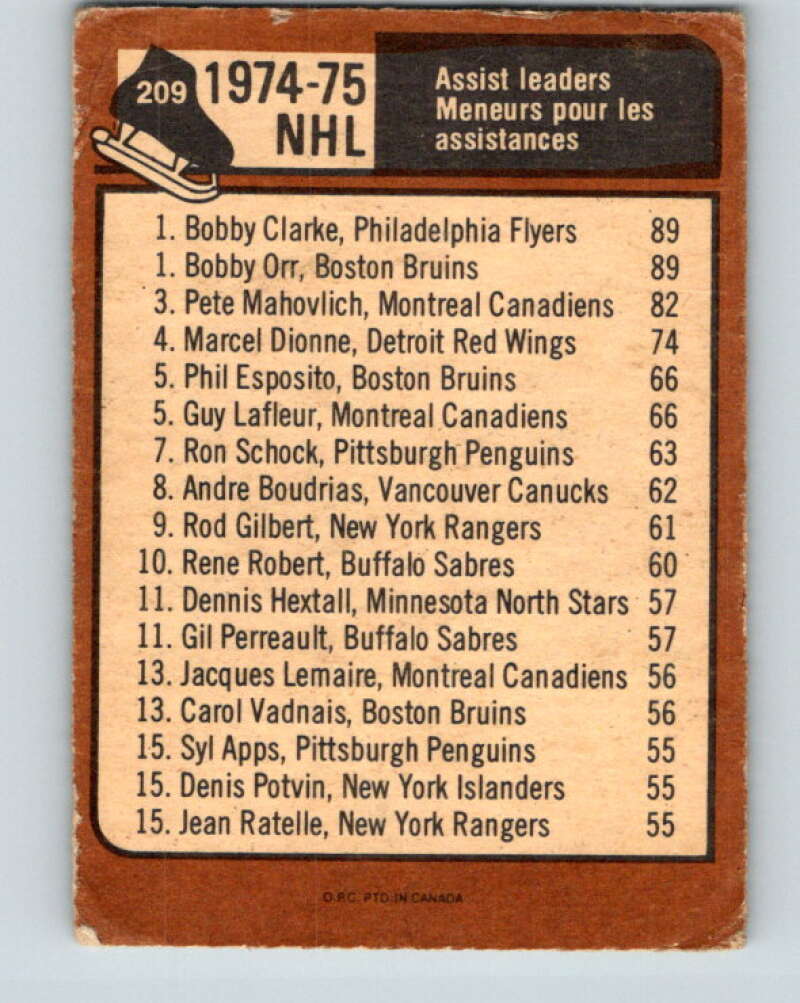 209
1974-75
NHL
Assist leaders
Meneurs pour les
assistances
1. Bobby Clarke, Philadelphia Flyers 89
1. Bobby Orr, Boston Bruins 89
3. Pete Mahovlich, Montreal Canadiens 82
4. Marcel Dionne, Detroit Red Wings 74
5. Phil Esposito, Boston Bruins 66
5. Guy Lafleur, Montreal Canadiens 66
7. Ron Schock, Pittsburgh Penguins 63
8. Andre Boudrias, Vancouver Canucks 62
9. Rod Gilbert, New York Rangers 61
10. Rene Robert, Buffalo Sabres 60
11. Dennis Hextall, Minnesota North Stars 57
11. Gil Perreault, Buffalo Sabres 57
13. Jacques Lemaire, Montreal Canadiens 56
13. Carol Vadnais, Boston Bruins 56
15. Syl Apps, Pittsburgh Penguins 55
15. Denis Potvin, New York Islanders 55
15. Jean Ratelle, New York Rangers 55
O.P.C. PTD. IN CANADA